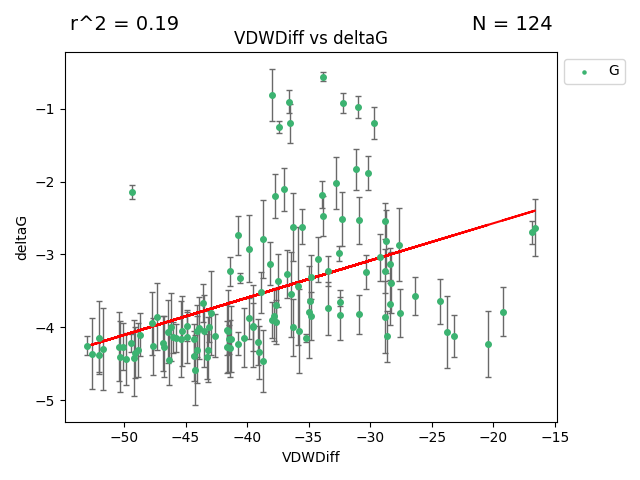 r^2 = 0.19
N = 124
VDWDiff vs deltaG
G
deltaG
−1
−2
−3
−4
−5
−50
−45
−40
−35
−30
−25
−20
−15
VDWDiff